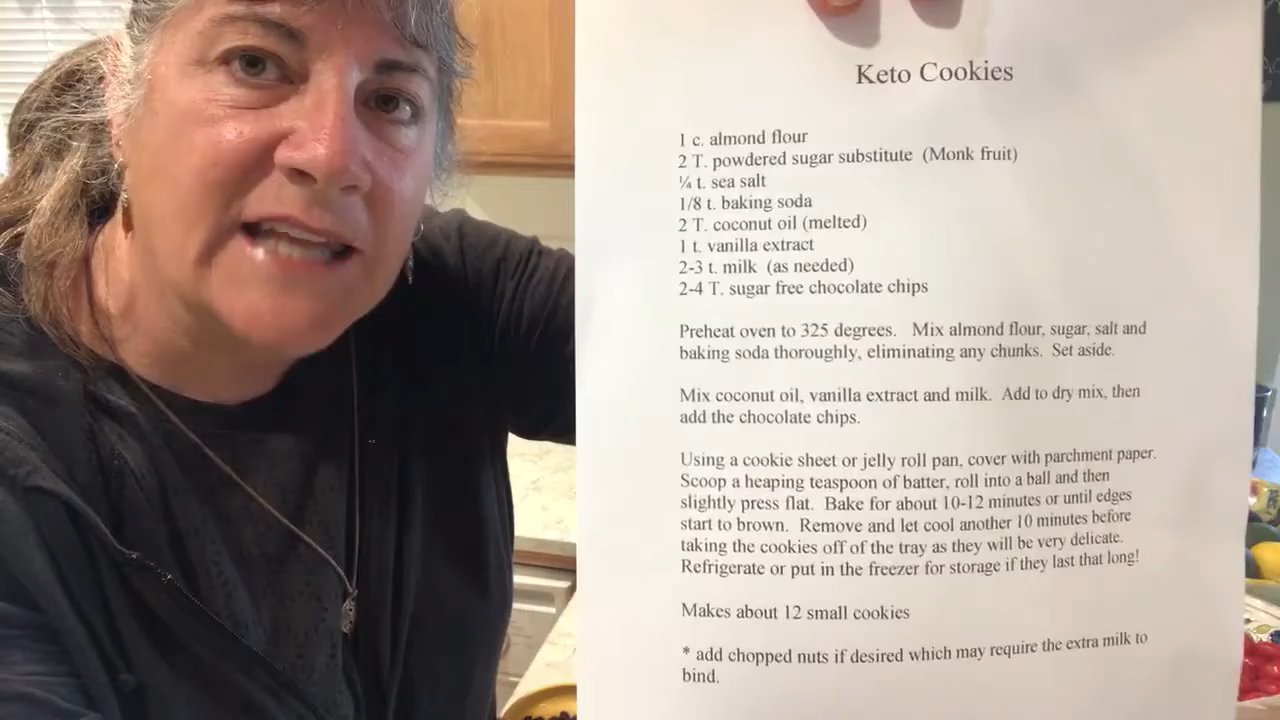 Keto Cookies
1 c. almond flour
2 T. powdered sugar substitute (Monk fruit)
¼ t. sea salt
1/8 t. baking soda
2 T. coconut oil (melted)
1 t. vanilla extract
2-3 t. milk (as needed)
2-4 T. sugar free chocolate chips
Preheat oven to 325 degrees. Mix almond flour, sugar, salt and
baking soda thoroughly, eliminating any chunks. Set aside.
Mix coconut oil, vanilla extract and milk. Add to dry mix, then
add the chocolate chips.
Using a cookie sheet or jelly roll pan, cover with parchment paper.
Scoop a heaping teaspoon of batter, roll into a ball and then
slightly press flat. Bake for about 10-12 minutes or until edges
start to brown. Remove and let cool another 10 minutes before
taking the cookies off of the tray as they will be very delicate.
Refrigerate or put in the freezer for storage if they last that long!
Makes about 12 small cookies
* add chopped nuts if desired which may require the extra milk to
bind.